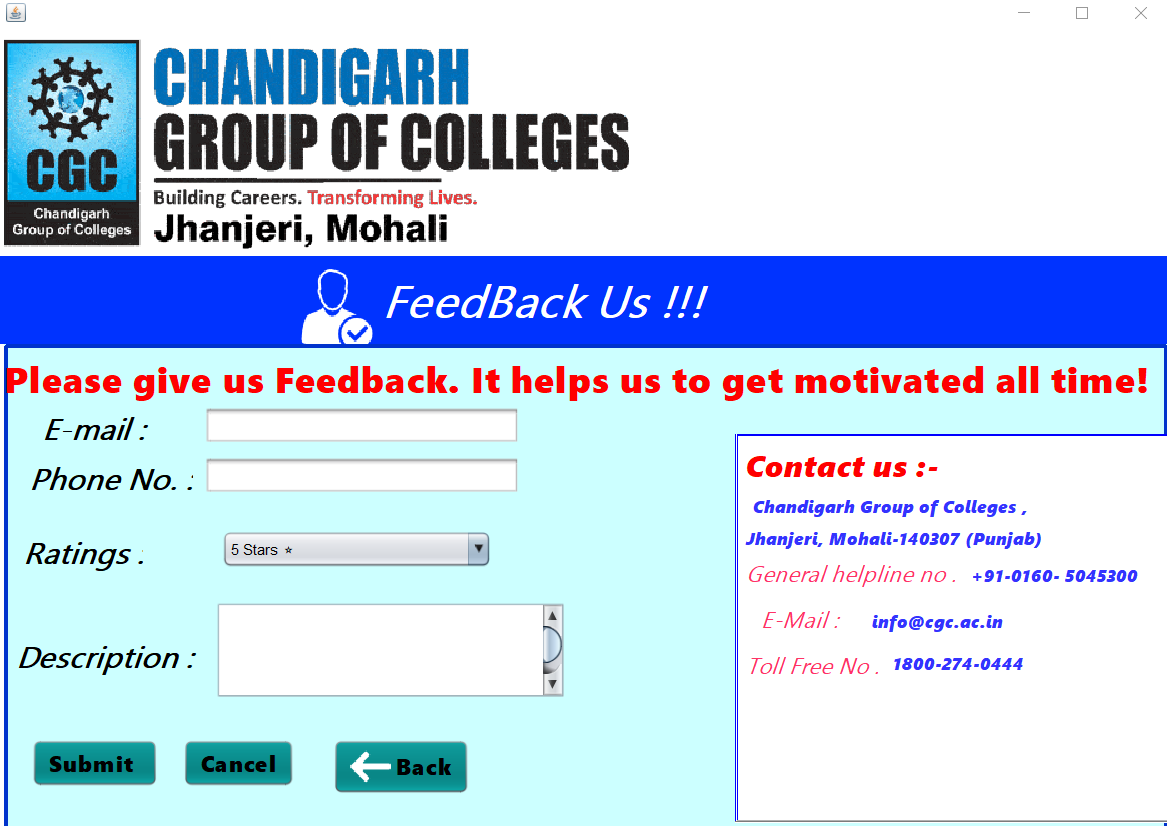 CHANDIGARH
GROUP OF COLLEGES
CGC
Building Careers. Transforming Lives.
Chandigarh
Group of Colleges
Jhanjeri, Mohali
FeedBack Us !!!
Please give us Feedback. It helps us to get motivated all time!
E-mail :
Phone No. :
Ratings :
5 Stars ⭐
Description :
Submit
Cancel
Back
Contact us :-
Chandigarh Group of Colleges ,
Jhanjeri, Mohali-140307 (Punjab)
General helpline no . +91-0160- 5045300
E-Mail : info@cgc.ac.in
Toll Free No . 1800-274-0444